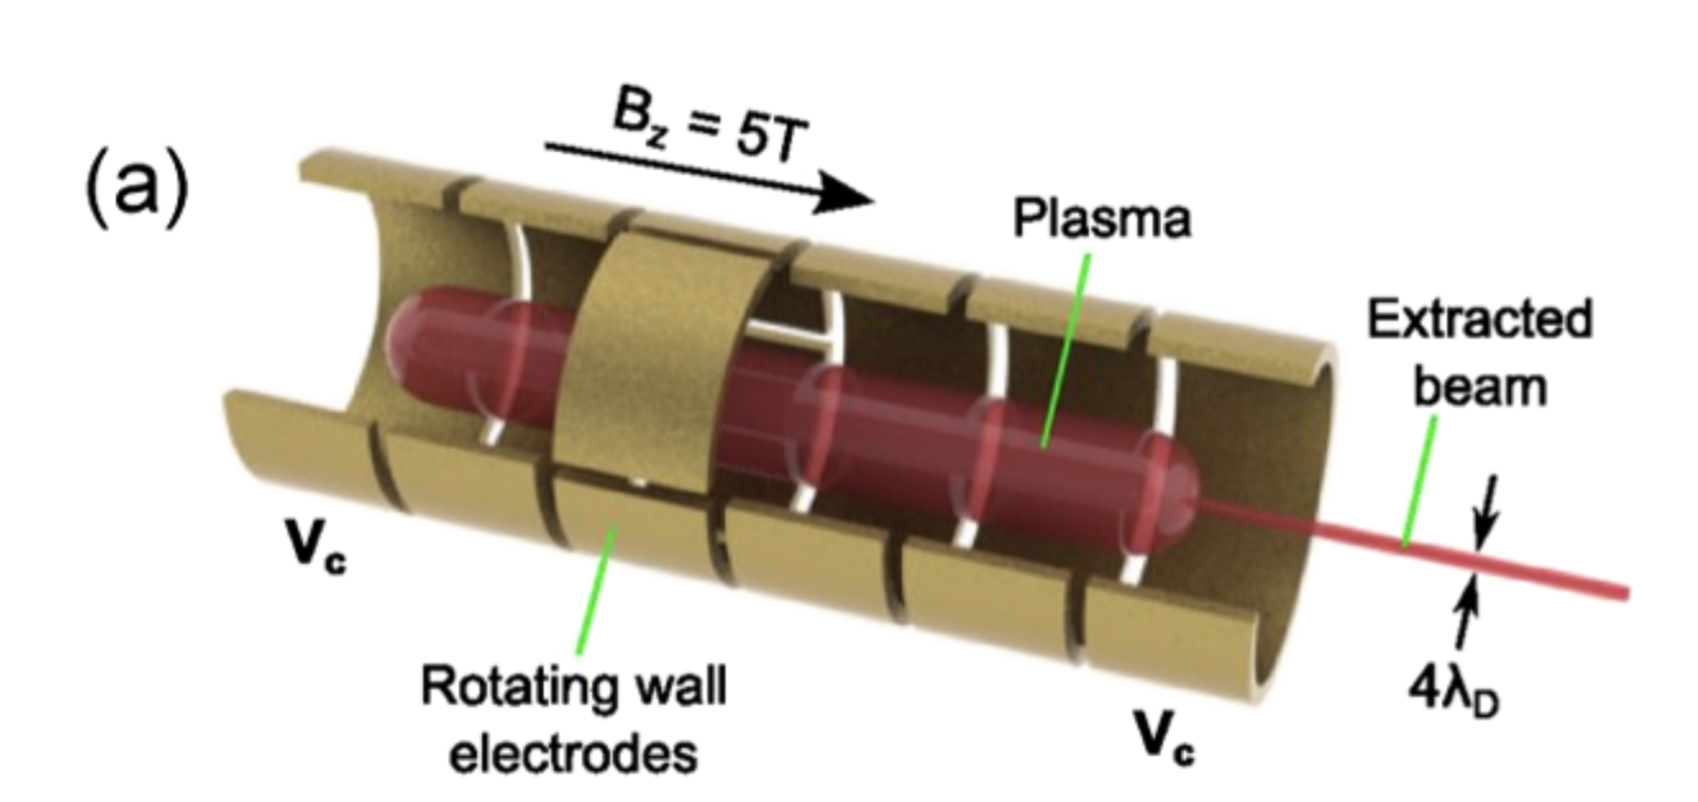 (a)
B_z = 5T
Plasma
Extracted
beam
V_c
Rotating wall
electrodes
V_c
4λ_D